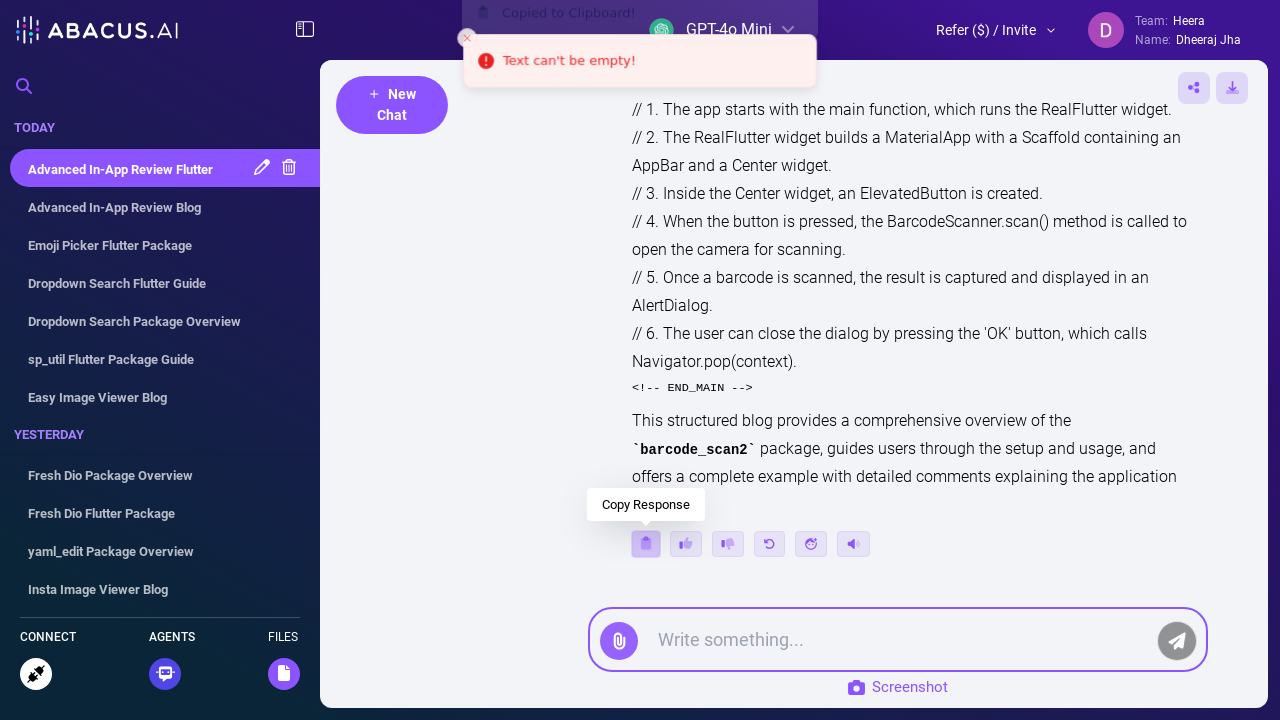 ABACUS.AI
Copied to Clipboard!
GPT-4o Mini
Refer ($) / Invite
D
Team: Heera
Name: Dheeraj Jha
Text can't be empty!
TODAY
Advanced In-App Review Flutter
Advanced In-App Review Blog
Emoji Picker Flutter Package
Dropdown Search Flutter Guide
Dropdown Search Package Overview
sp_util Flutter Package Guide
Easy Image Viewer Blog
YESTERDAY
Fresh Dio Package Overview
Fresh Dio Flutter Package
yaml_edit Package Overview
Insta Image Viewer Blog
CONNECT
AGENTS
FILES
+ New
Chat
// 1. The app starts with the main function, which runs the RealFlutter widget.
// 2. The RealFlutter widget builds a MaterialApp with a Scaffold containing an
AppBar and a Center widget.
// 3. Inside the Center widget, an ElevatedButton is created.
// 4. When the button is pressed, the BarcodeScanner.scan() method is called to
open the camera for scanning.
// 5. Once a barcode is scanned, the result is captured and displayed in an
AlertDialog.
// 6. The user can close the dialog by pressing the 'OK' button, which calls
Navigator.pop(context).
<!-- END_MAIN -->
This structured blog provides a comprehensive overview of the
`barcode_scan2` package, guides users through the setup and usage, and
offers a complete example with detailed comments explaining the application
Copy Response
Write something...
Screenshot